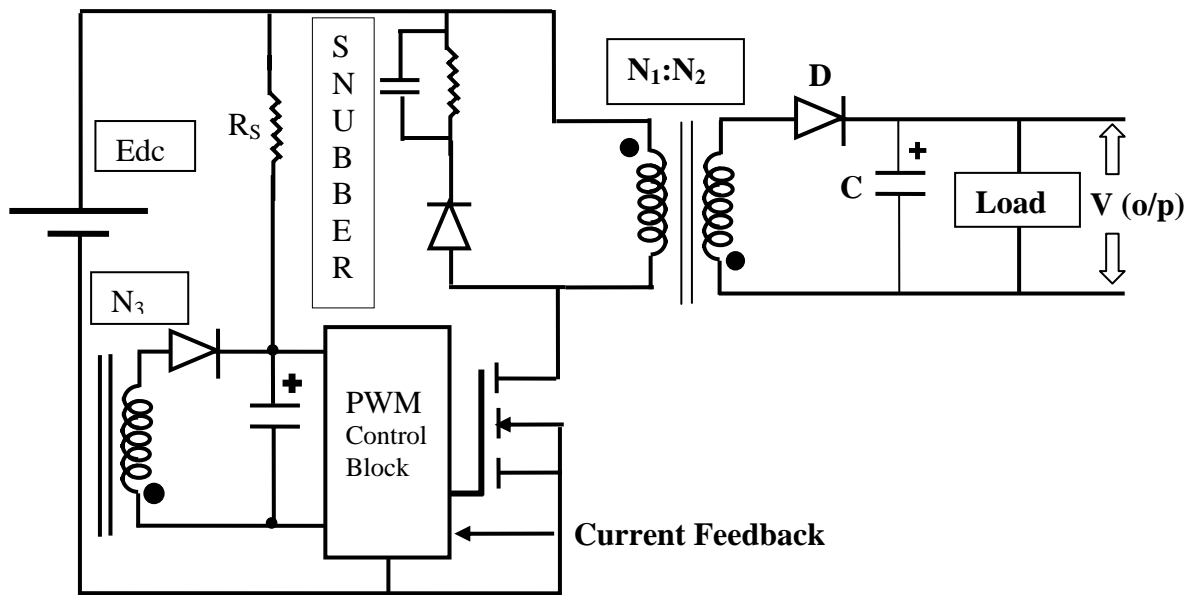 S
N
U
B
B
E
R
N₁:N₂
D
R_S
Edc
+
C
Load
V (o/p)
N₃
+
PWM
Control
Block
Current Feedback